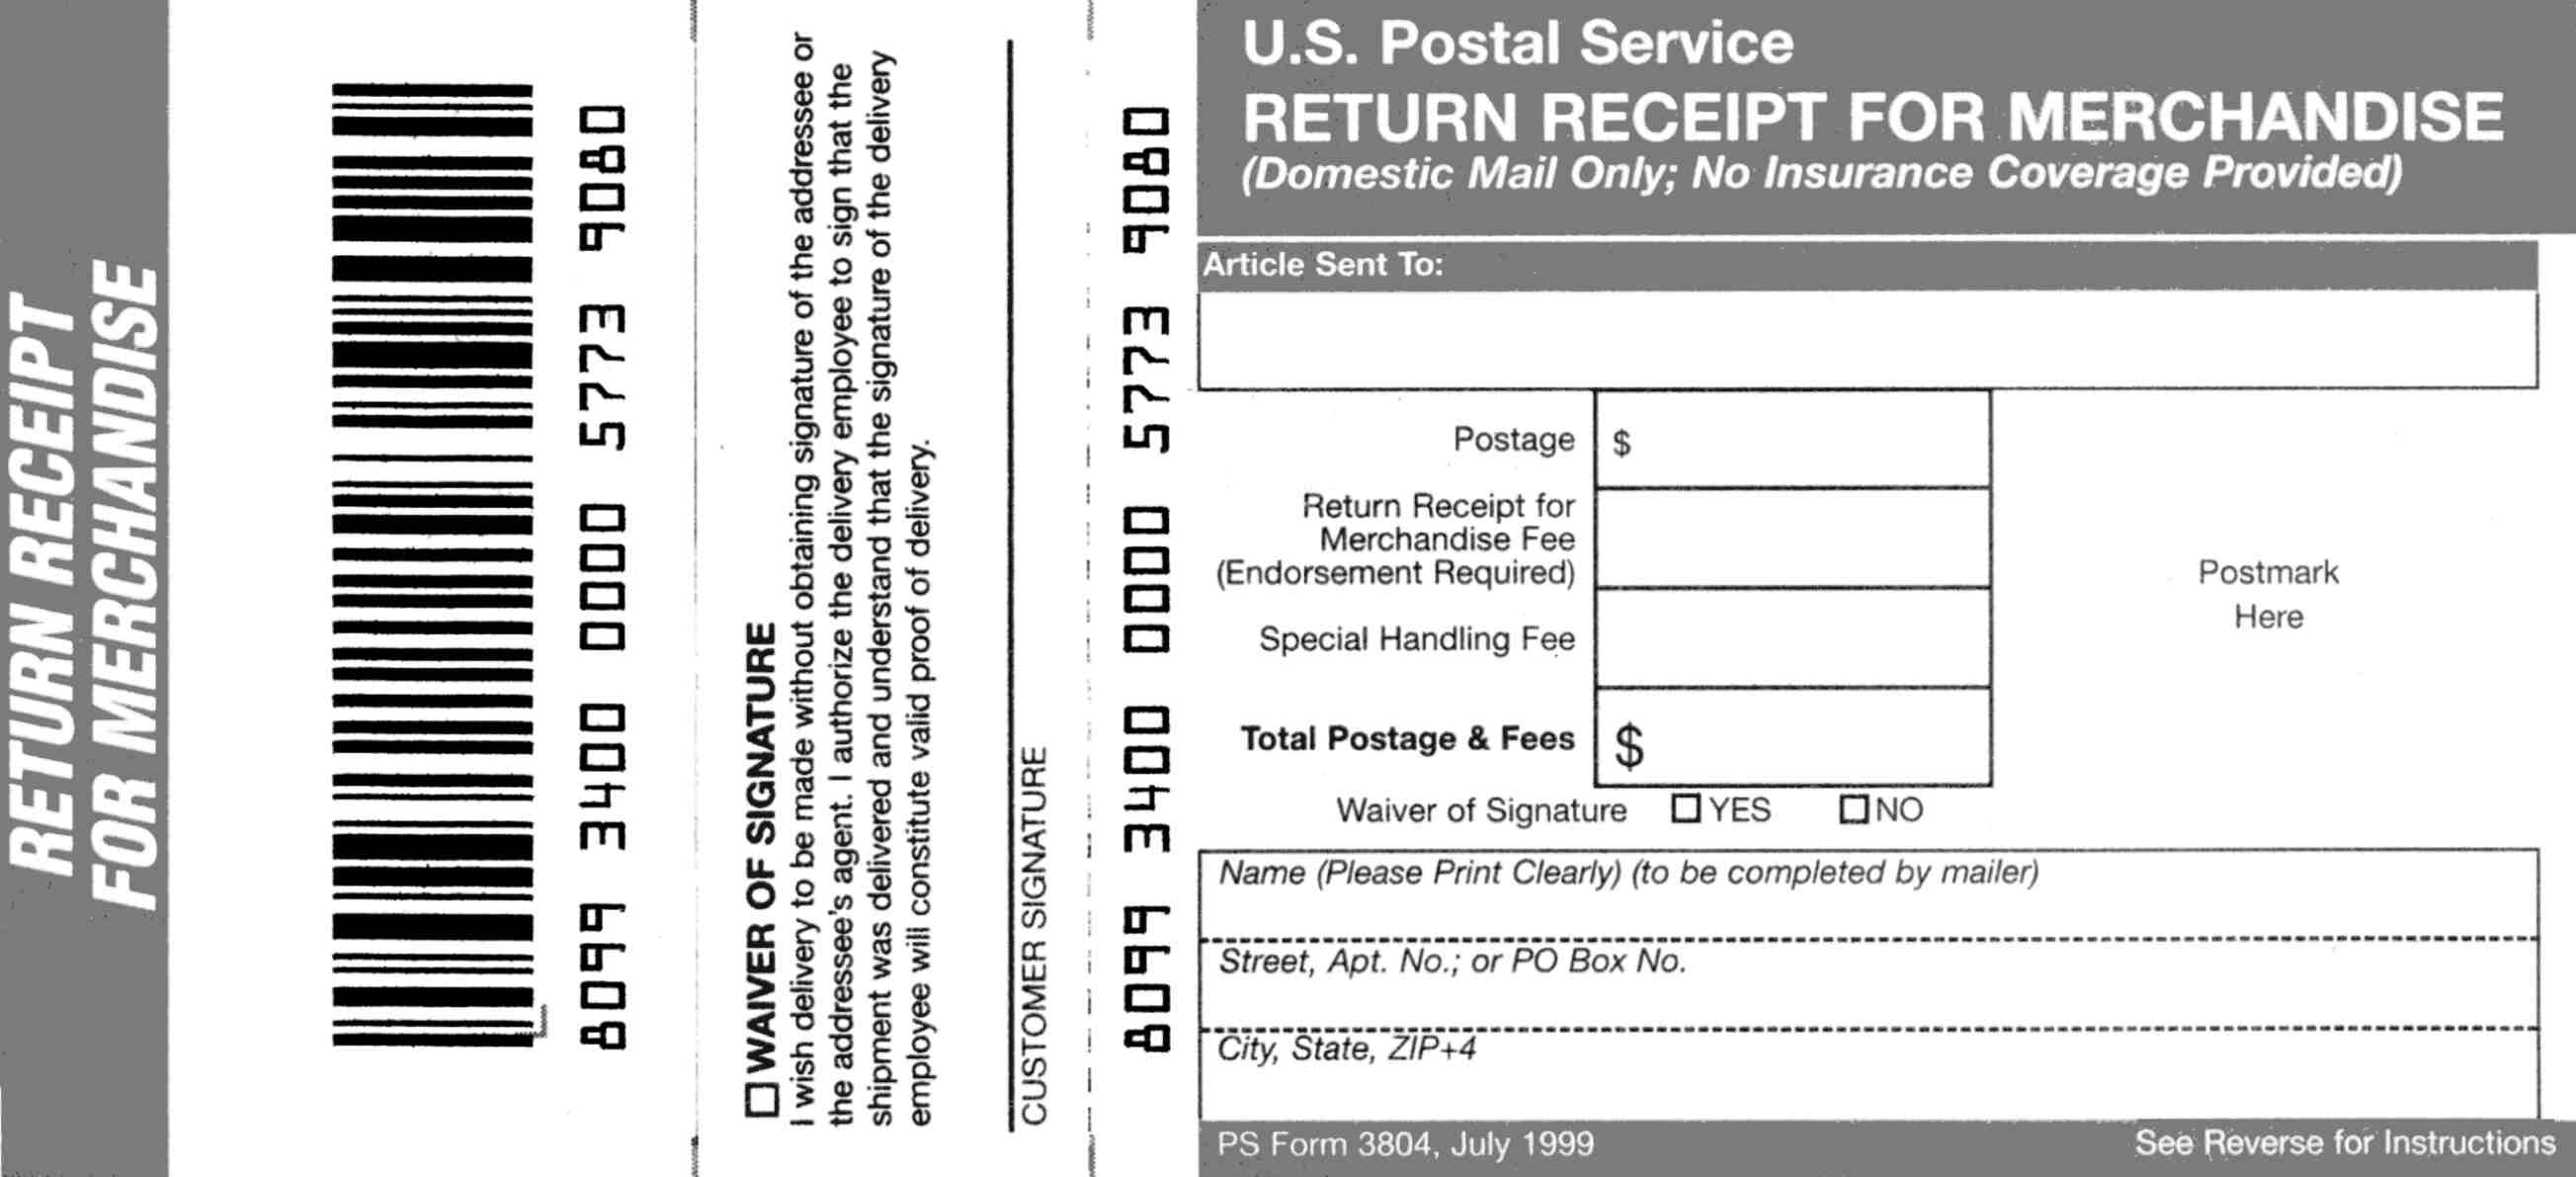 RETURN RECEIPT
FOR MERCHANDISE
8099 3400 0000 5773 9080
WAIVER OF SIGNATURE
I wish delivery to be made without obtaining signature of the addressee or
the addressee's agent. I authorize the delivery employee to sign that the
shipment was delivered and understand that the signature of the delivery
employee will constitute valid proof of delivery.
CUSTOMER SIGNATURE
8099 3400 0000 5773 9080
U.S. Postal Service
RETURN RECEIPT FOR MERCHANDISE
(Domestic Mail Only; No Insurance Coverage Provided)
Article Sent To:
Postage $
Return Receipt for
Merchandise Fee
(Endorsement Required)
Special Handling Fee
Total Postage & Fees $
Postmark
Here
Waiver of Signature YES NO
Name (Please Print Clearly) (to be completed by mailer)
Street, Apt. No.; or PO Box No.
City, State, ZIP+4
PS Form 3804, July 1999 See Reverse for Instructions